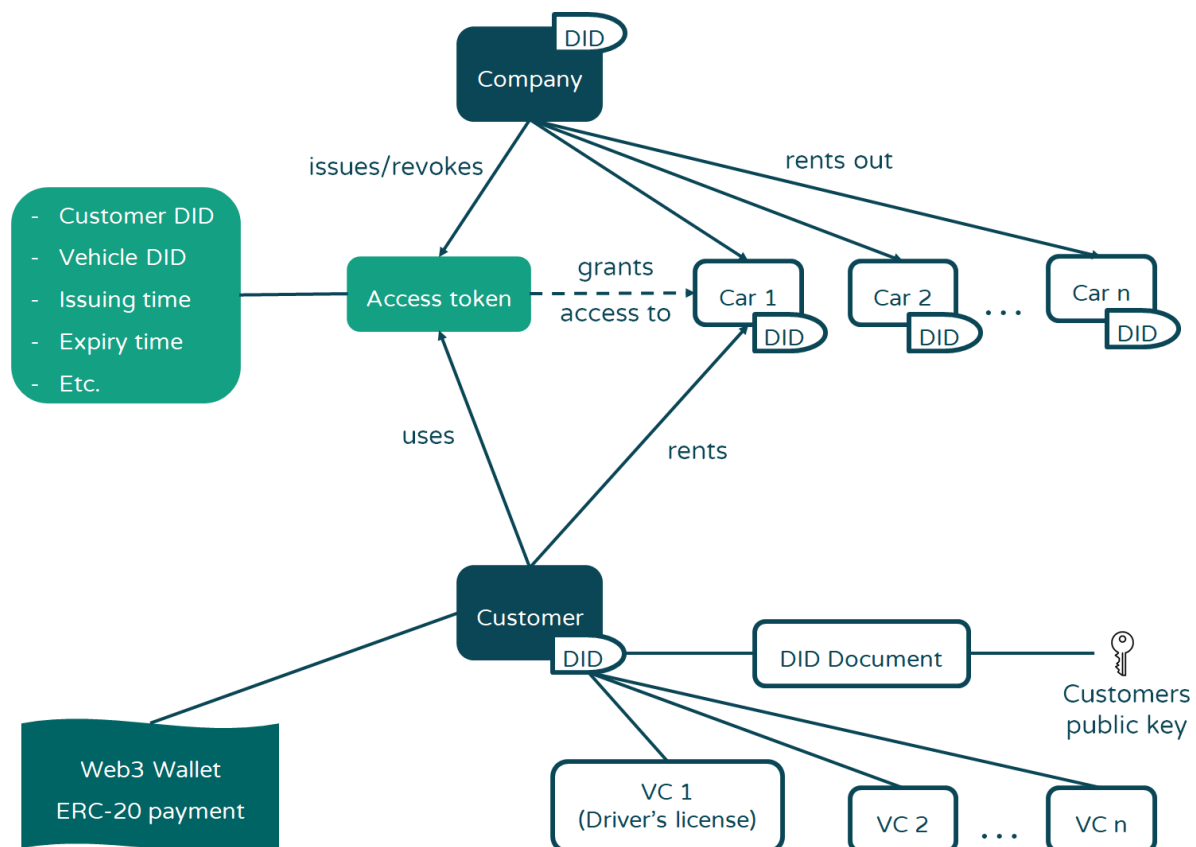 DID
Company
issues/revokes
rents out
- Customer DID
- Vehicle DID
- Issuing time
- Expiry time
- Etc.
Access token
grants
access to
Car 1
DID
Car 2
DID
...
Car n
DID
uses
rents
Customer
DID
DID Document
Customers
public key
Web3 Wallet
ERC-20 payment
VC 1
(Driver's license)
VC 2
...
VC n